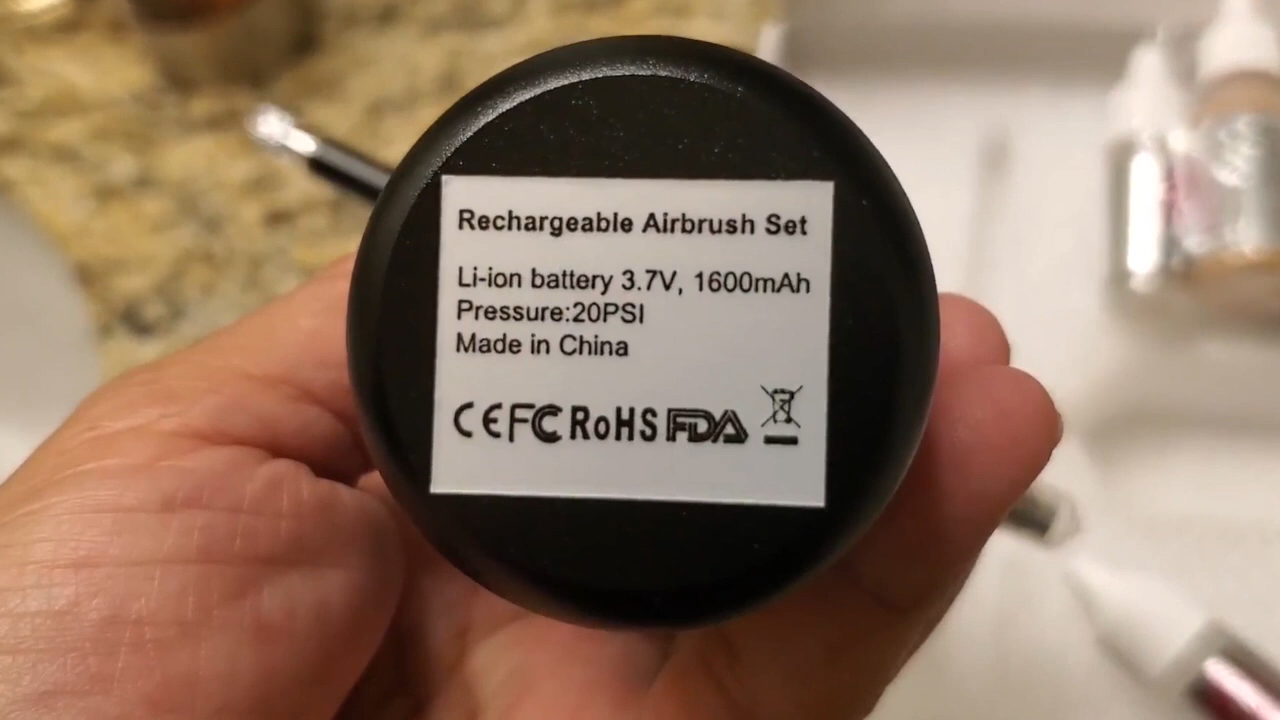 Rechargeable Airbrush Set
Li-ion battery 3.7V, 1600mAh
Pressure:20PSI
Made in China
CE FC RoHS FDA